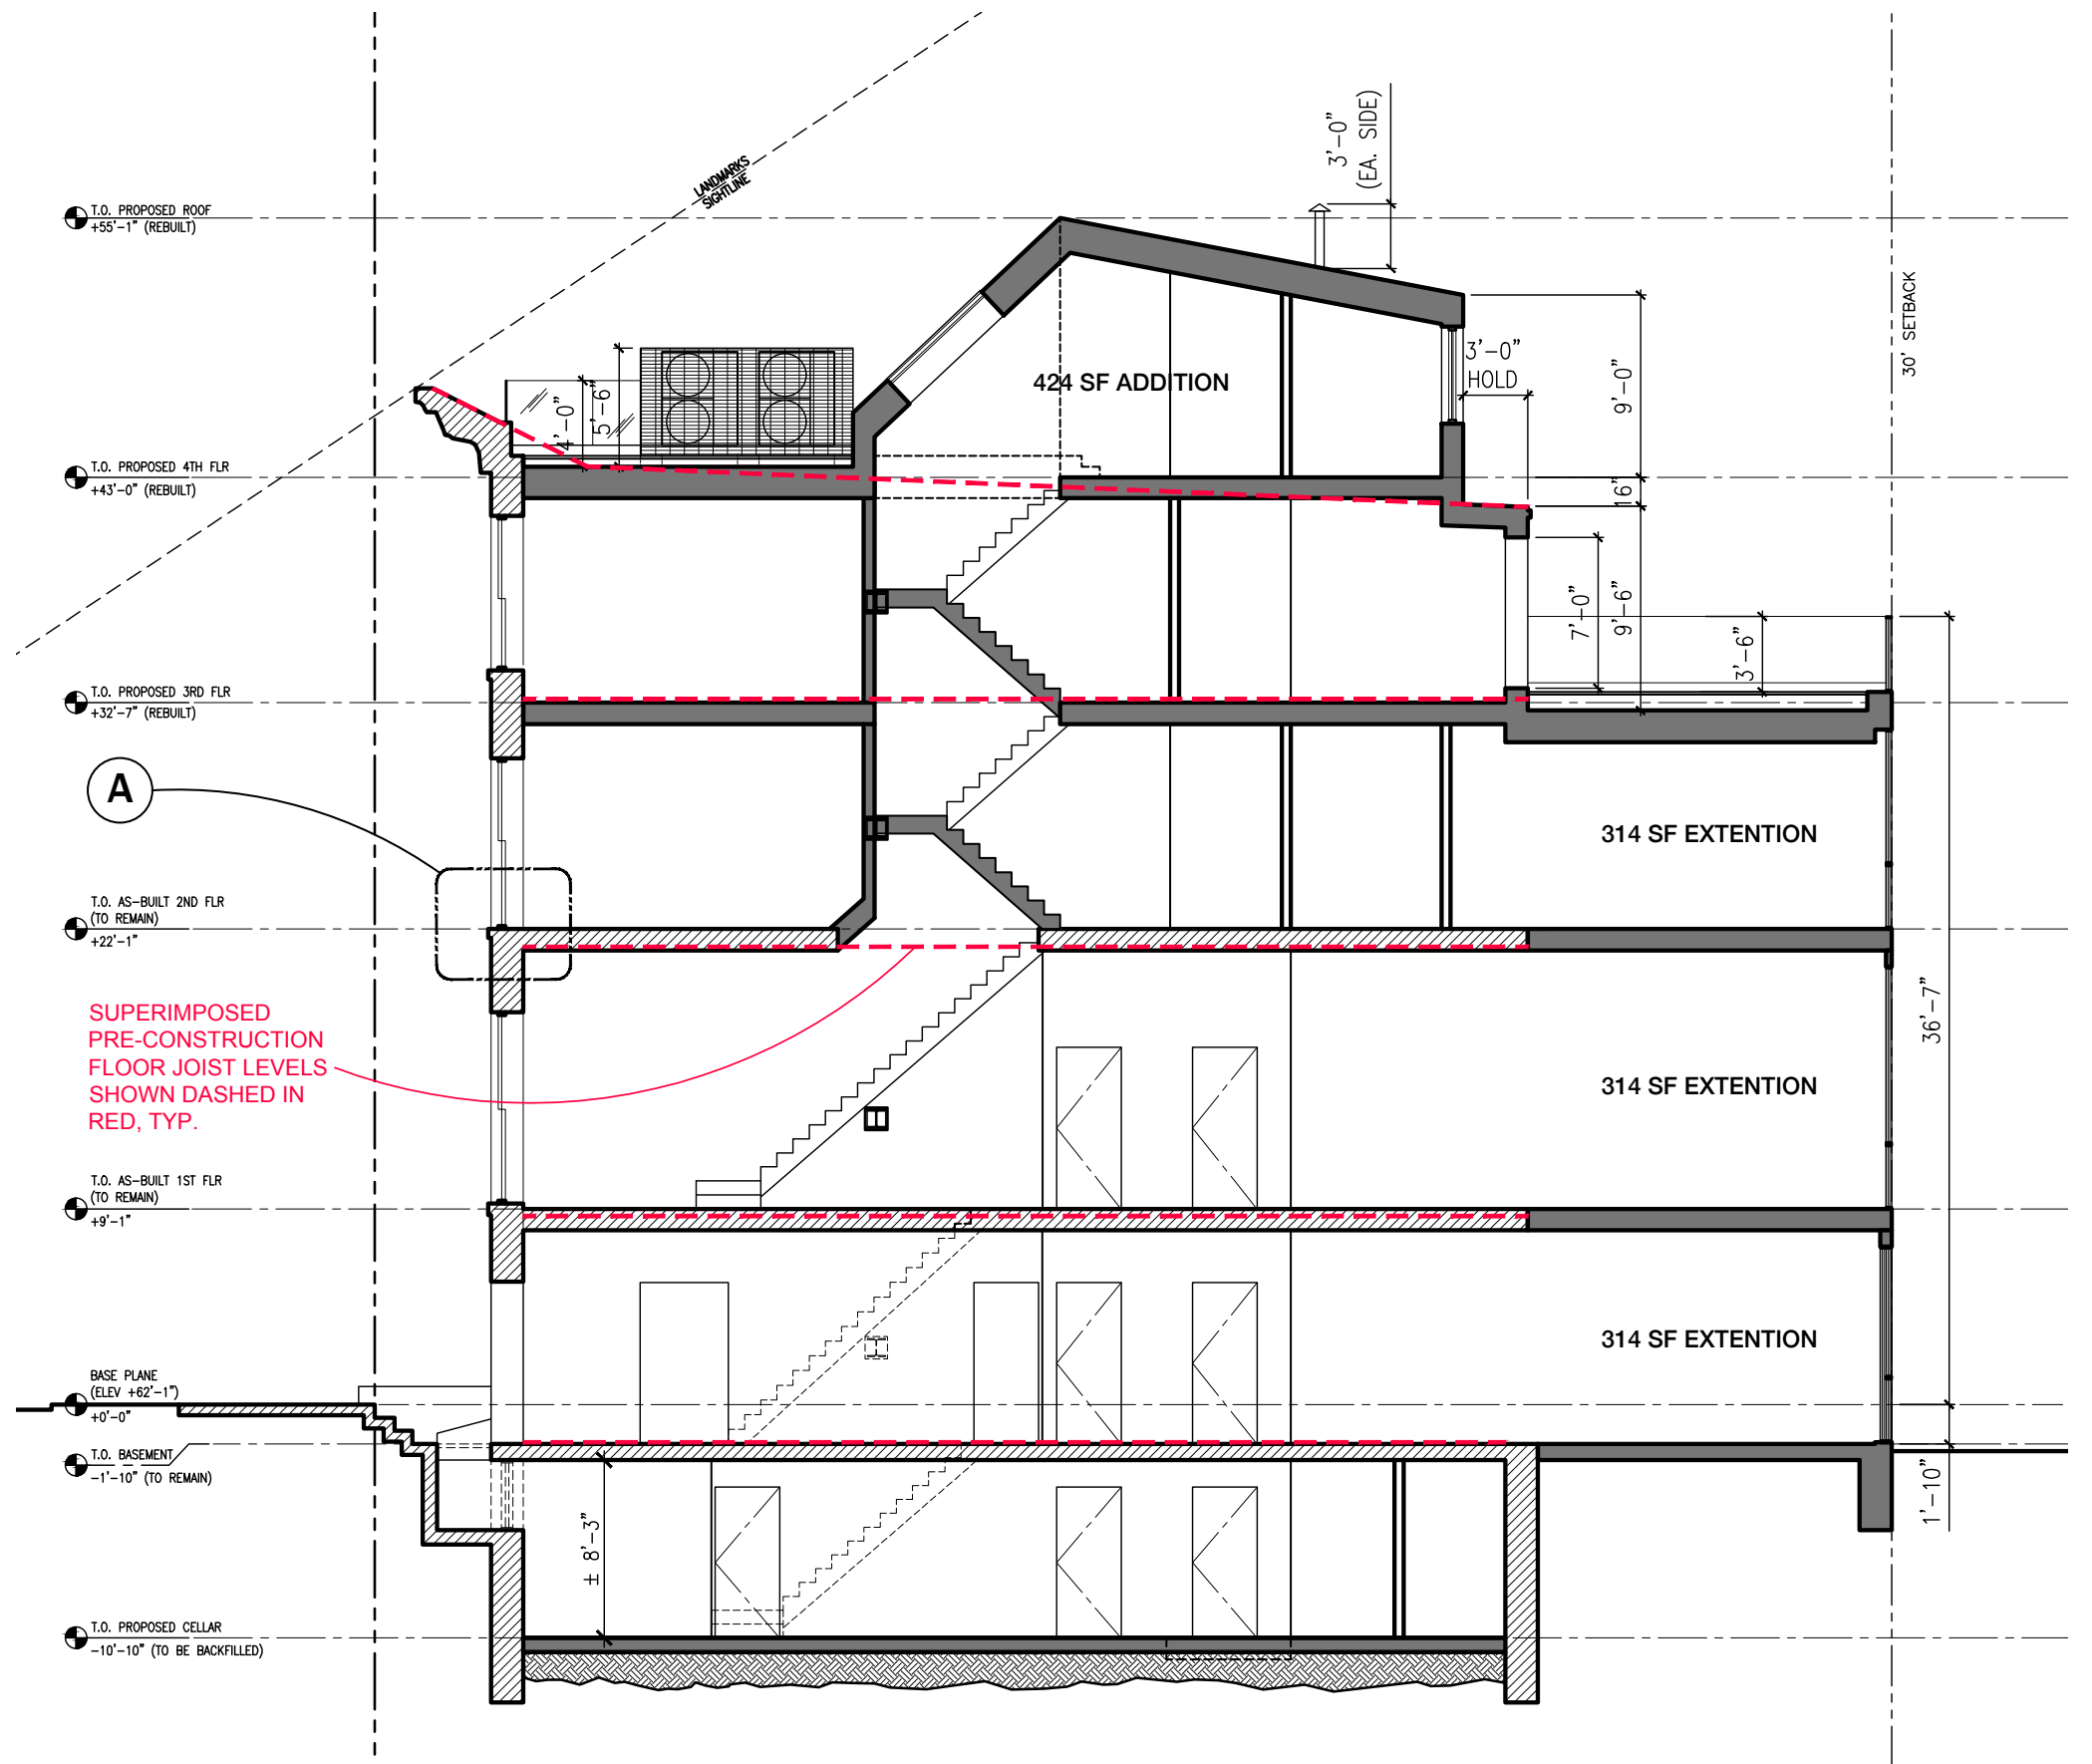 LANDMARKS
SIGHTLINE
3'-0"
(EA. SIDE)
T.O. PROPOSED ROOF
+55'-1" (REBUILT)
30' SETBACK
3'-0"
HOLD
9'-0"
424 SF ADDITION
4'-0"
5'-6"
T.O. PROPOSED 4TH FLR
+43'-0" (REBUILT)
16"
7'-0"
9'-6"
3'-6"
T.O. PROPOSED 3RD FLR
+32'-7" (REBUILT)
A
314 SF EXTENTION
T.O. AS-BUILT 2ND FLR
(TO REMAIN)
+22'-1"
SUPERIMPOSED
PRE-CONSTRUCTION
FLOOR JOIST LEVELS
SHOWN DASHED IN
RED, TYP.
36'-7"
314 SF EXTENTION
T.O. AS-BUILT 1ST FLR
(TO REMAIN)
+9'-1"
314 SF EXTENTION
BASE PLANE
(ELEV +62'-1")
+0'-0"
T.O. BASEMENT
-1'-10" (TO REMAIN)
1'-10"
± 8'-3"
T.O. PROPOSED CELLAR
-10'-10" (TO BE BACKFILLED)